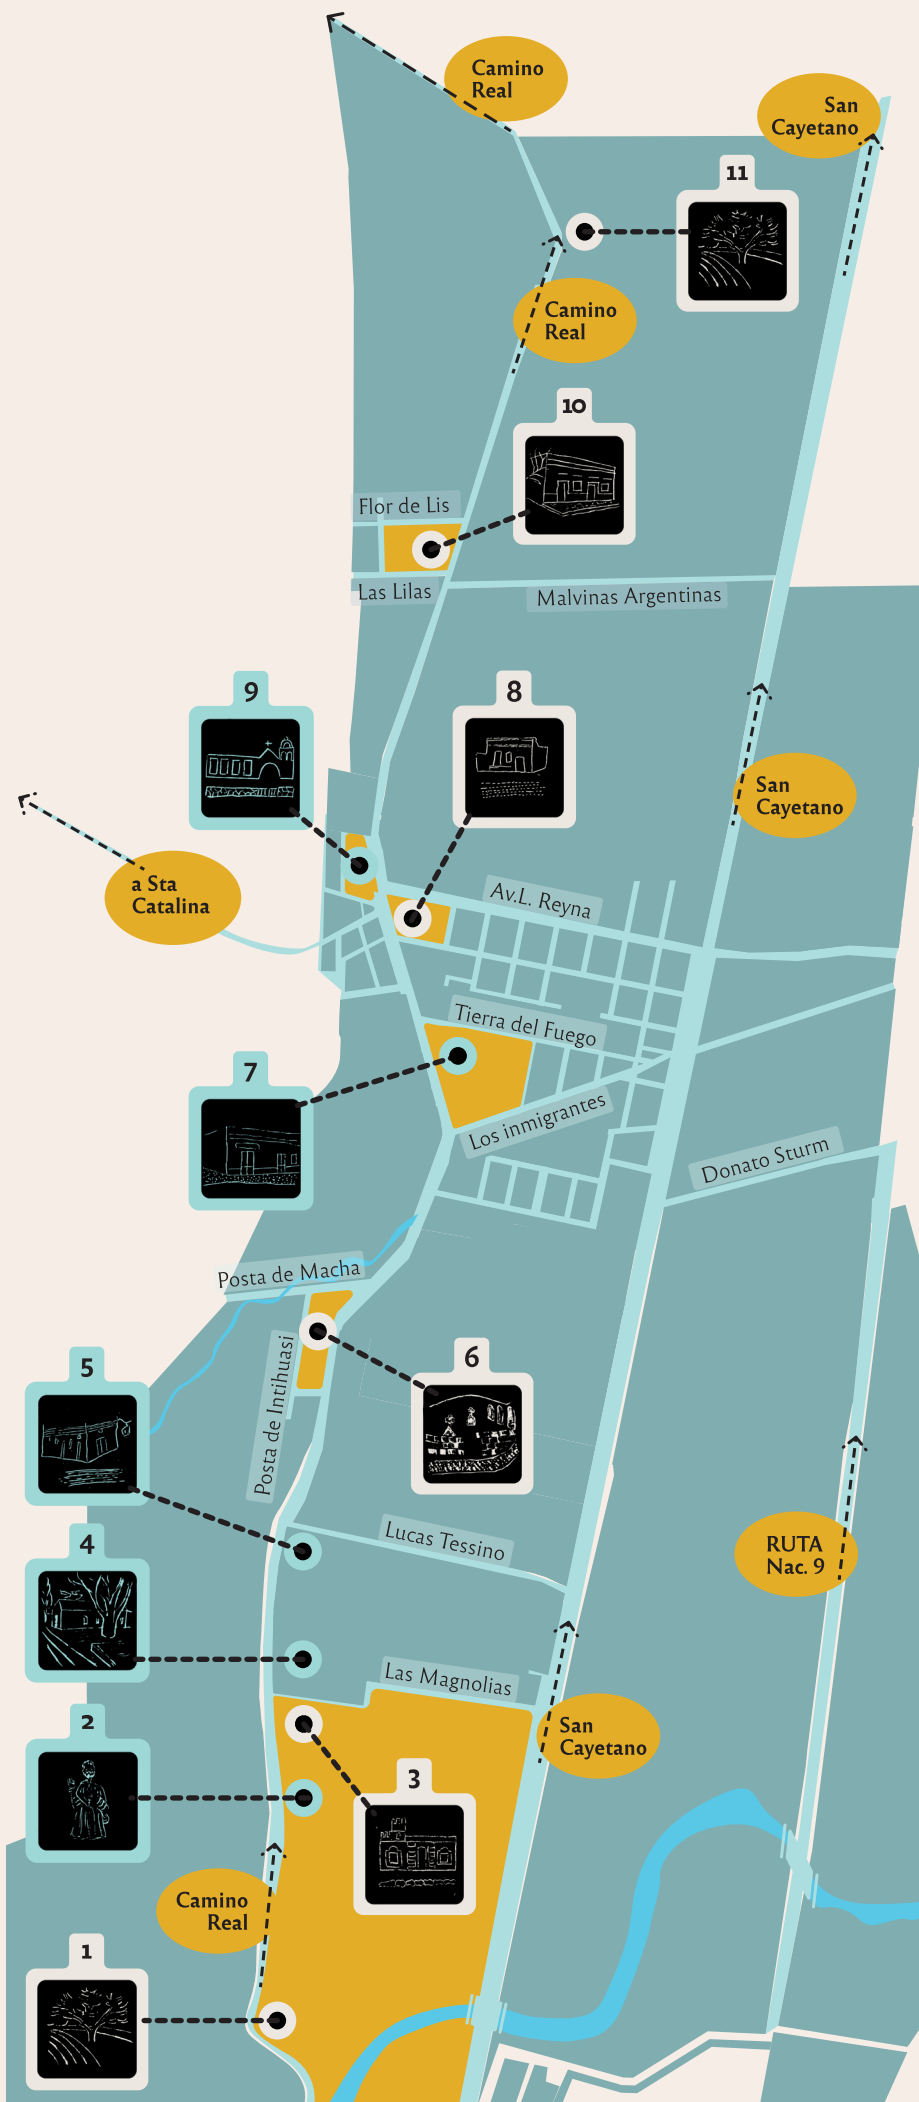 Camino
Real
San
Cayetano
11
Camino
Real
10
Flor de Lis
Las Lilas
Malvinas Argentinas
9
8
San
Cayetano
a Sta
Catalina
Av.L. Reyna
Tierra del Fuego
7
Los inmigrantes
Donato Sturm
Posta de Macha
Posta de Intihuasi
6
5
Lucas Tessino
RUTA
Nac. 9
4
Las Magnolias
2
San
Cayetano
3
Camino
Real
1